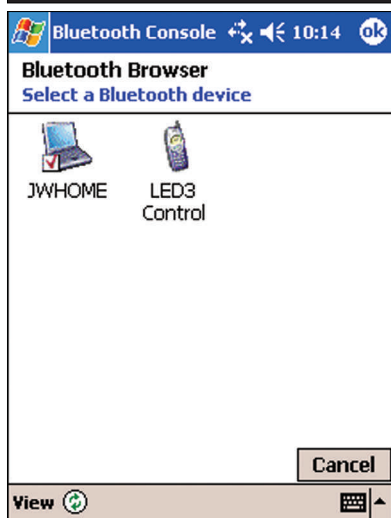 Bluetooth Console 10:14 ok
Bluetooth Browser
Select a Bluetooth device
JWHOME LED3
Control
Cancel
View